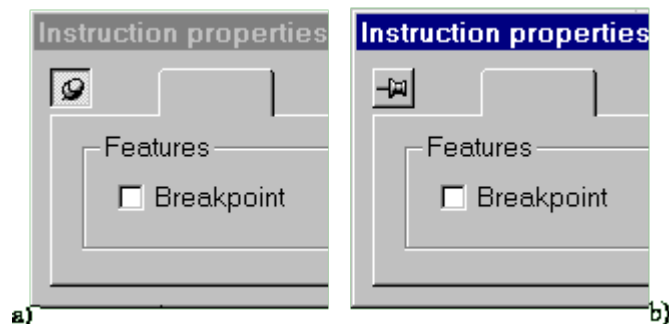 Instruction properties
Features
Breakpoint
a)
Instruction properties
Features
Breakpoint
b)